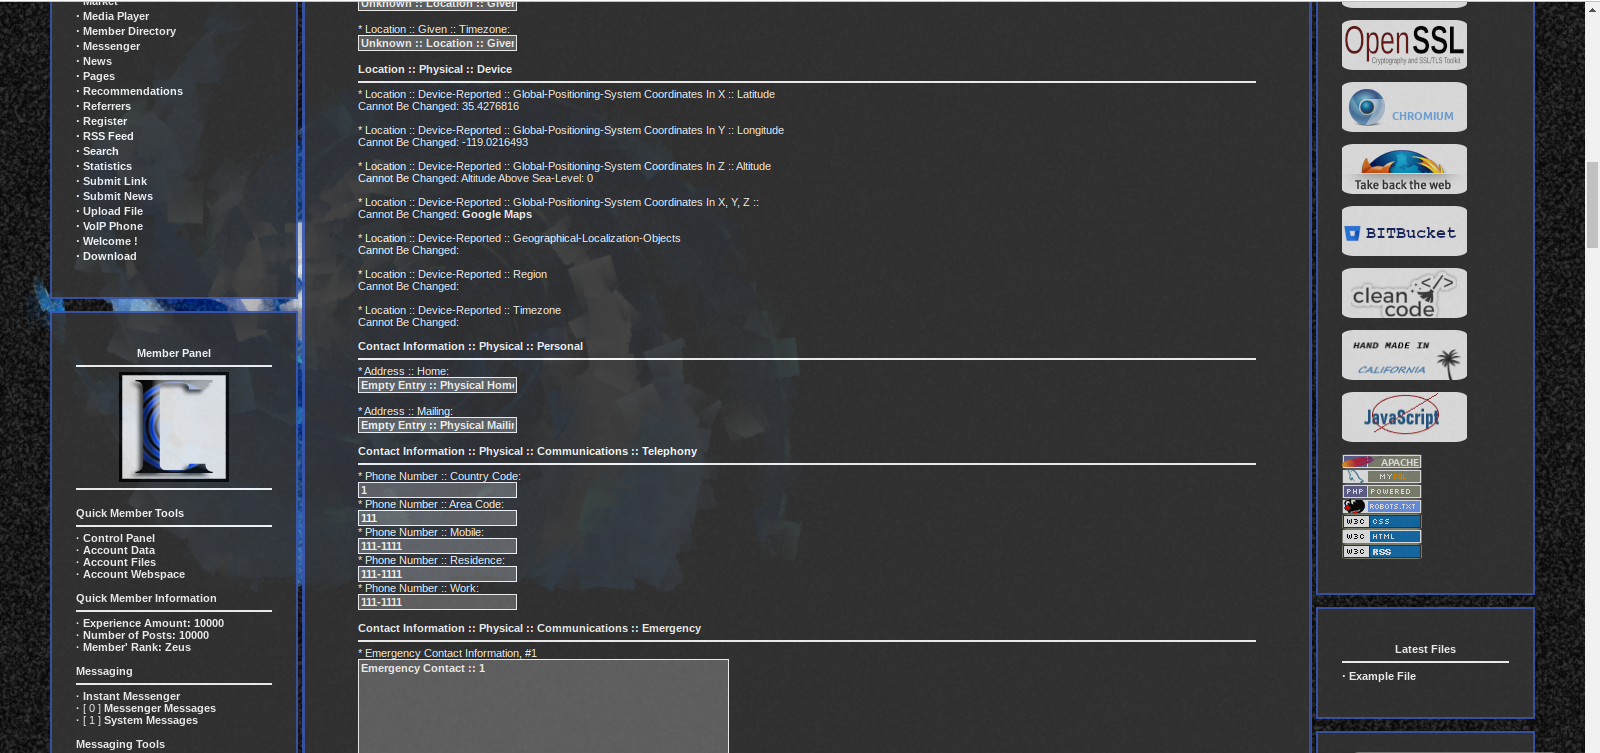 · Market
· Media Player
· Member Directory
· Messenger
· News
· Pages
· Recommendations
· Referrers
· Register
· RSS Feed
· Search
· Statistics
· Submit Link
· Submit News
· Upload File
· VoIP Phone
· Welcome !
· Download
Member Panel
Quick Member Tools
· Control Panel
· Account Data
· Account Files
· Account Webspace
Quick Member Information
· Experience Amount: 10000
· Number of Posts: 10000
· Member' Rank: Zeus
Messaging
· Instant Messenger
· [ 0 ] Messenger Messages
· [ 1 ] System Messages
Messaging Tools
Unknown :: Location :: Given
* Location :: Given :: Timezone:
Unknown :: Location :: Given
Location :: Physical :: Device
* Location :: Device-Reported :: Global-Positioning-System Coordinates In X :: Latitude
Cannot Be Changed: 35.4276816
* Location :: Device-Reported :: Global-Positioning-System Coordinates In Y :: Longitude
Cannot Be Changed: -119.0216493
* Location :: Device-Reported :: Global-Positioning-System Coordinates In Z :: Altitude
Cannot Be Changed: Altitude Above Sea-Level: 0
* Location :: Device-Reported :: Global-Positioning-System Coordinates In X, Y, Z ::
Cannot Be Changed: Google Maps
* Location :: Device-Reported :: Geographical-Localization-Objects
Cannot Be Changed:
* Location :: Device-Reported :: Region
Cannot Be Changed:
* Location :: Device-Reported :: Timezone
Cannot Be Changed:
Contact Information :: Physical :: Personal
* Address :: Home:
Empty Entry :: Physical Home
* Address :: Mailing:
Empty Entry :: Physical Mailin
Contact Information :: Physical :: Communications :: Telephony
* Phone Number :: Country Code:
1
* Phone Number :: Area Code:
111
* Phone Number :: Mobile:
111-1111
* Phone Number :: Residence:
111-1111
* Phone Number :: Work:
111-1111
Contact Information :: Physical :: Communications :: Emergency
* Emergency Contact Information, #1
Emergency Contact :: 1
OpenSSL
Cryptography and SSL/TLS Toolkit
CHROMIUM
Take back the web
BITBucket
clean </>
code
HAND MADE IN
CALIFORNIA
JavaScript
APACHE
MYSQL
PHP POWERED
ROBOTS.TXT
W3C CSS
W3C HTML
W3C RSS
Latest Files
· Example File